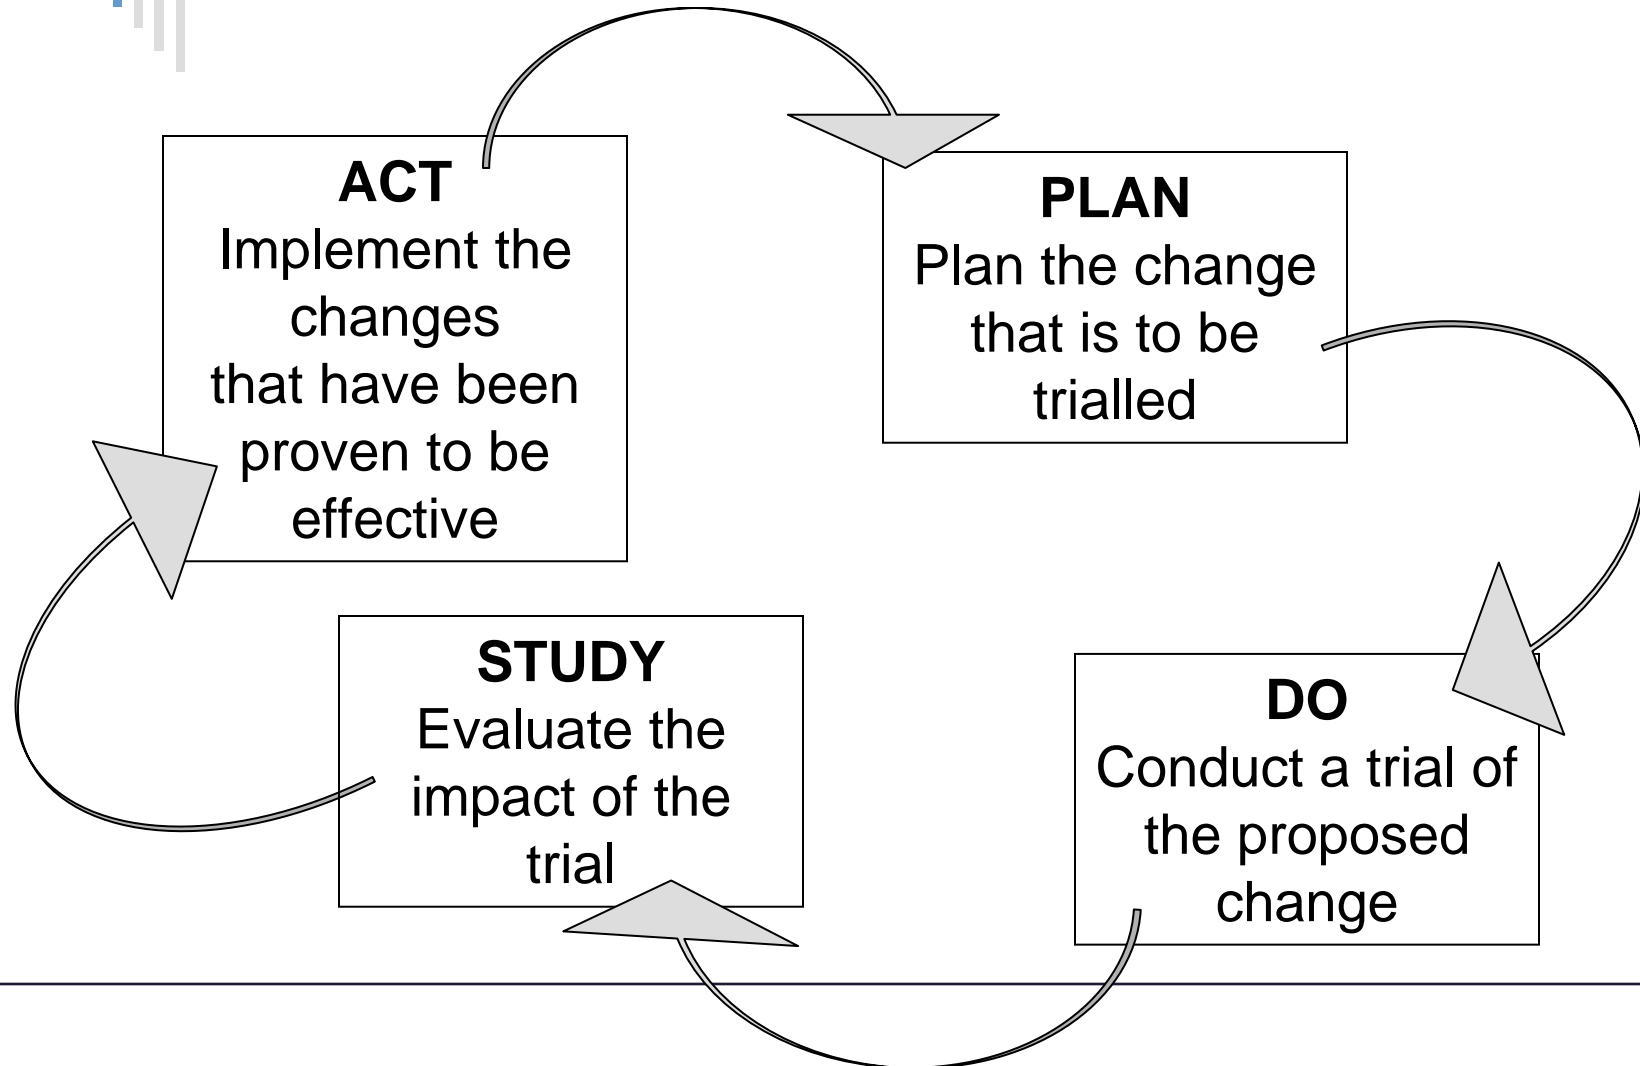 ACT
Implement the
changes
that have been
proven to be
effective
PLAN
Plan the change
that is to be
trialled
STUDY
Evaluate the
impact of the
trial
DO
Conduct a trial of
the proposed
change